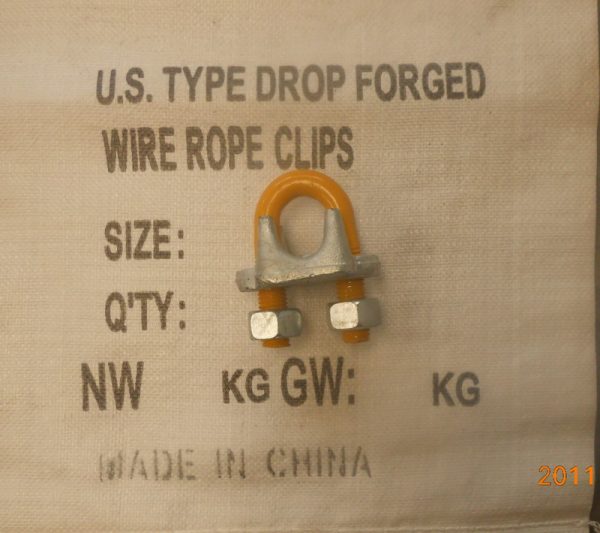 U.S. TYPE DROP FORGED
WIRE ROPE CLIPS
SIZE:
Q'TY:
NW KG GW: KG
MADE IN CHINA
2011